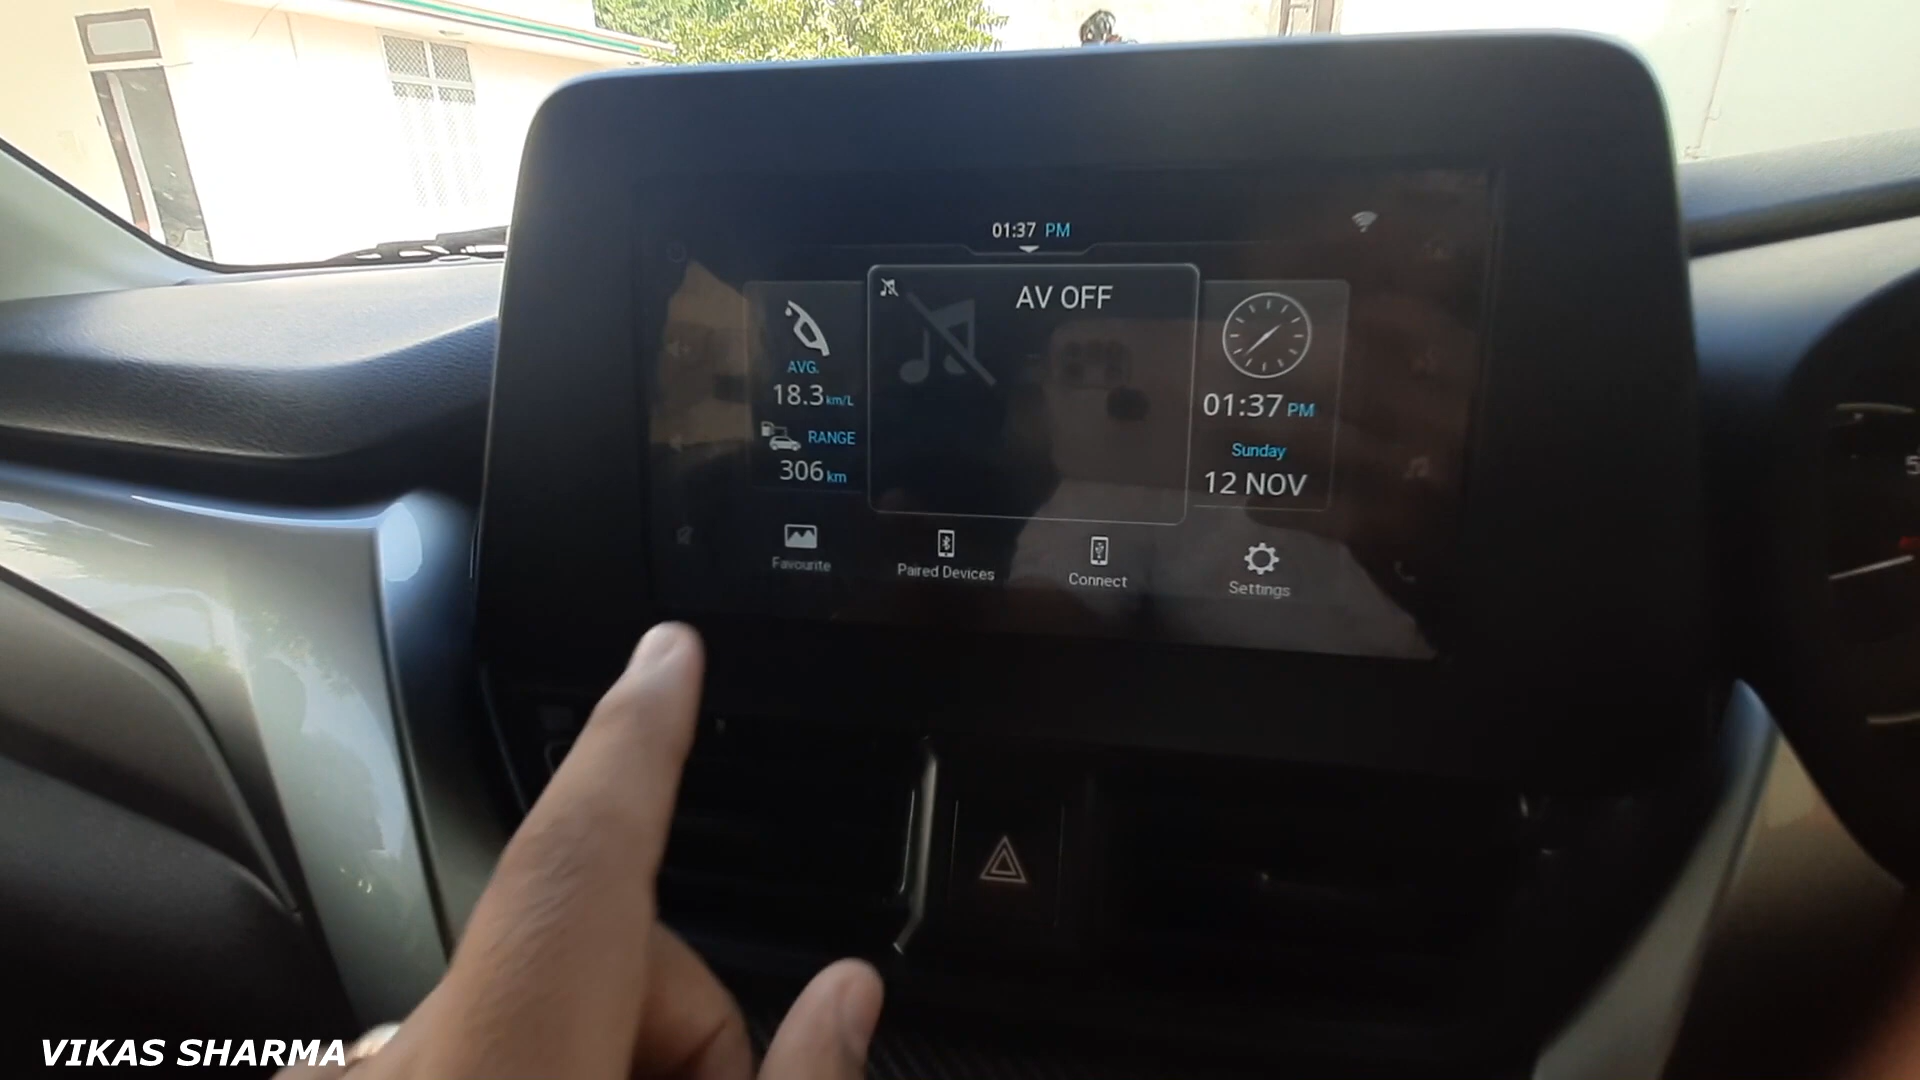 01:37 PM
AV OFF
AVG.
18.3 km/L
RANGE
306 km
01:37 PM
Sunday
12 NOV
Favourite
Paired Devices
Connect
Settings
VIKAS SHARMA